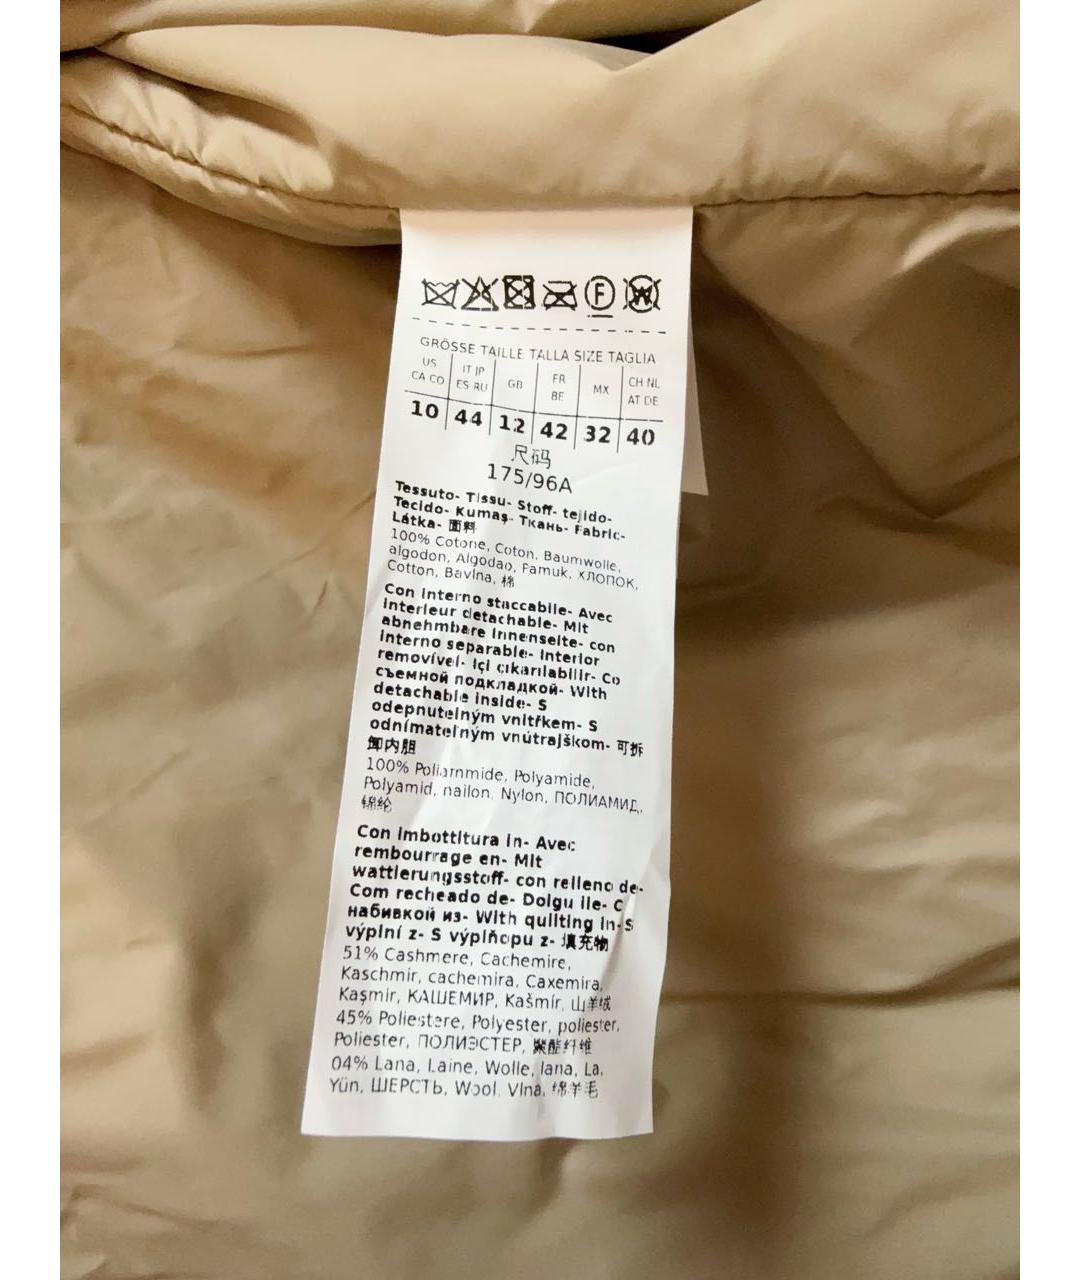 F W
GRÖSSE TAILLE TALLA SIZE TAGLIA
US CA CO IT JP ES RU GB FR BE MX CH NL AT DE
10 44 12 42 32 40
尺码
175/96A
Tessuto- Tissu- Stoff- tejido-
Tecido- Kumaş- Ткань- Fabric-
Látka- 面料
100% Cotone, Coton, Baumwolle,
algodon, Algodao, Pamuk, ХЛОПОК,
Cotton, Bavlna, 棉
Con interno staccabile- Avec
interieur detachable- Mit
abnehmbare Innenseite- con
interno separable- Interior
removível- Içi çıkarılabilir- Co
съемной подкладкой- With
detachable inside- S
odepnutelným vnitřkem- S
odnímateľným vnútrajškom- 可拆
卸内胆
100% Poliammide, Polyamide,
Polyamid, nailon, Nylon, ПОЛИАМИД,
锦纶
Con imbottitura in- Avec
rembourrage en- Mit
wattierungsstoff- con relleno de-
Com recheado de- Dolgu ile- C
набивкой из- With quilting in- S
výplní z- S výplňopu z- 填充物
51% Cashmere, Cachemire,
Kaschmir, cachemira, Caxemira,
Kaşmir, КАШЕМИР, Kašmír, 山羊绒
45% Poliestere, Polyester, poliester,
Poliester, ПОЛИЭСТЕР, 聚酯纤维
04% Lana, Laine, Wolle, lana, La,
Yün, ШЕРСТЬ, Wool, Vlna, 绵羊毛